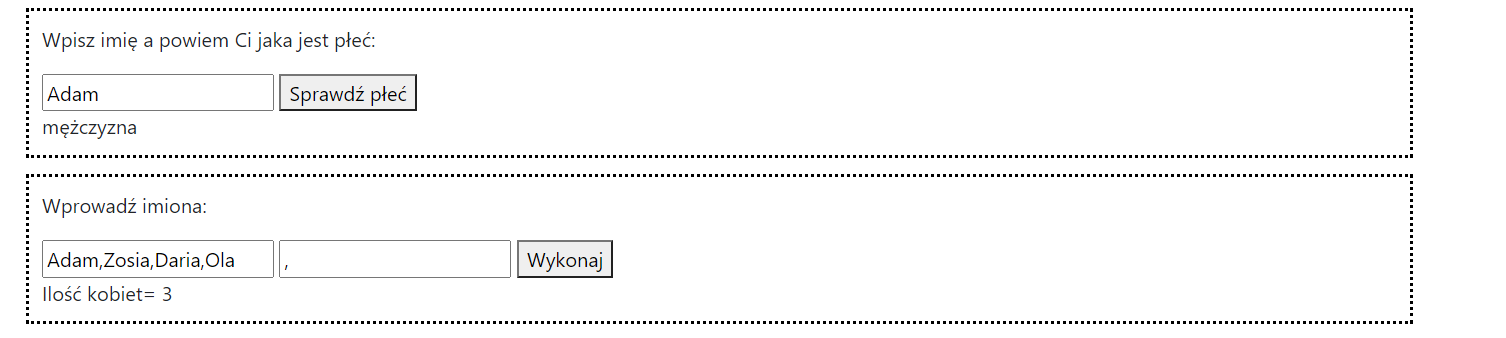 Wpisz imię a powiem Ci jaka jest płeć:
Adam Sprawdź płeć
mężczyzna
Wprowadź imiona:
Adam,Zosia,Daria,Ola , Wykonaj
Ilość kobiet= 3